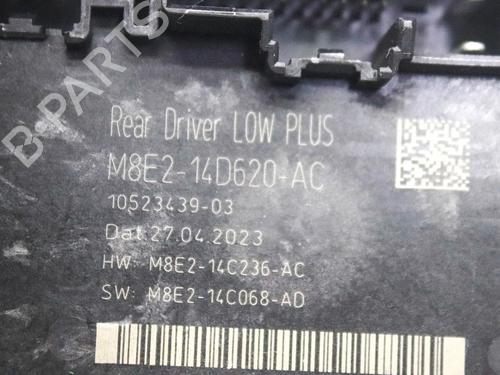 Rear Driver LOW PLUS
M8E2-14D620-AC
10523439-03
Dat.27.04.2023
HW: M8E2-14C236-AC
SW: M8E2-14C068-AD
B-PARTS